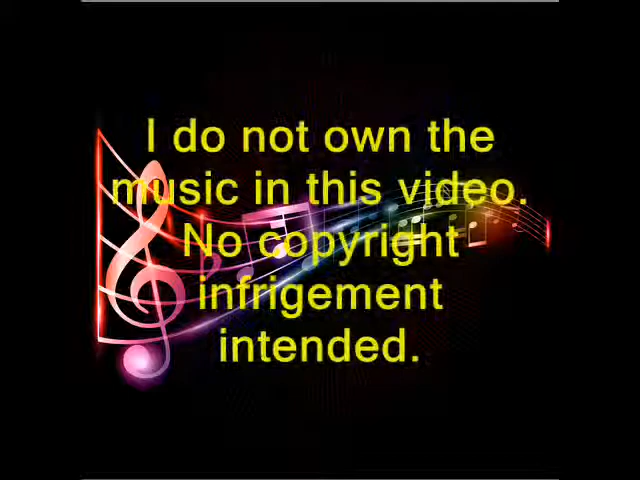 I do not own the
music in this video.
No copyright
infrigement
intended.